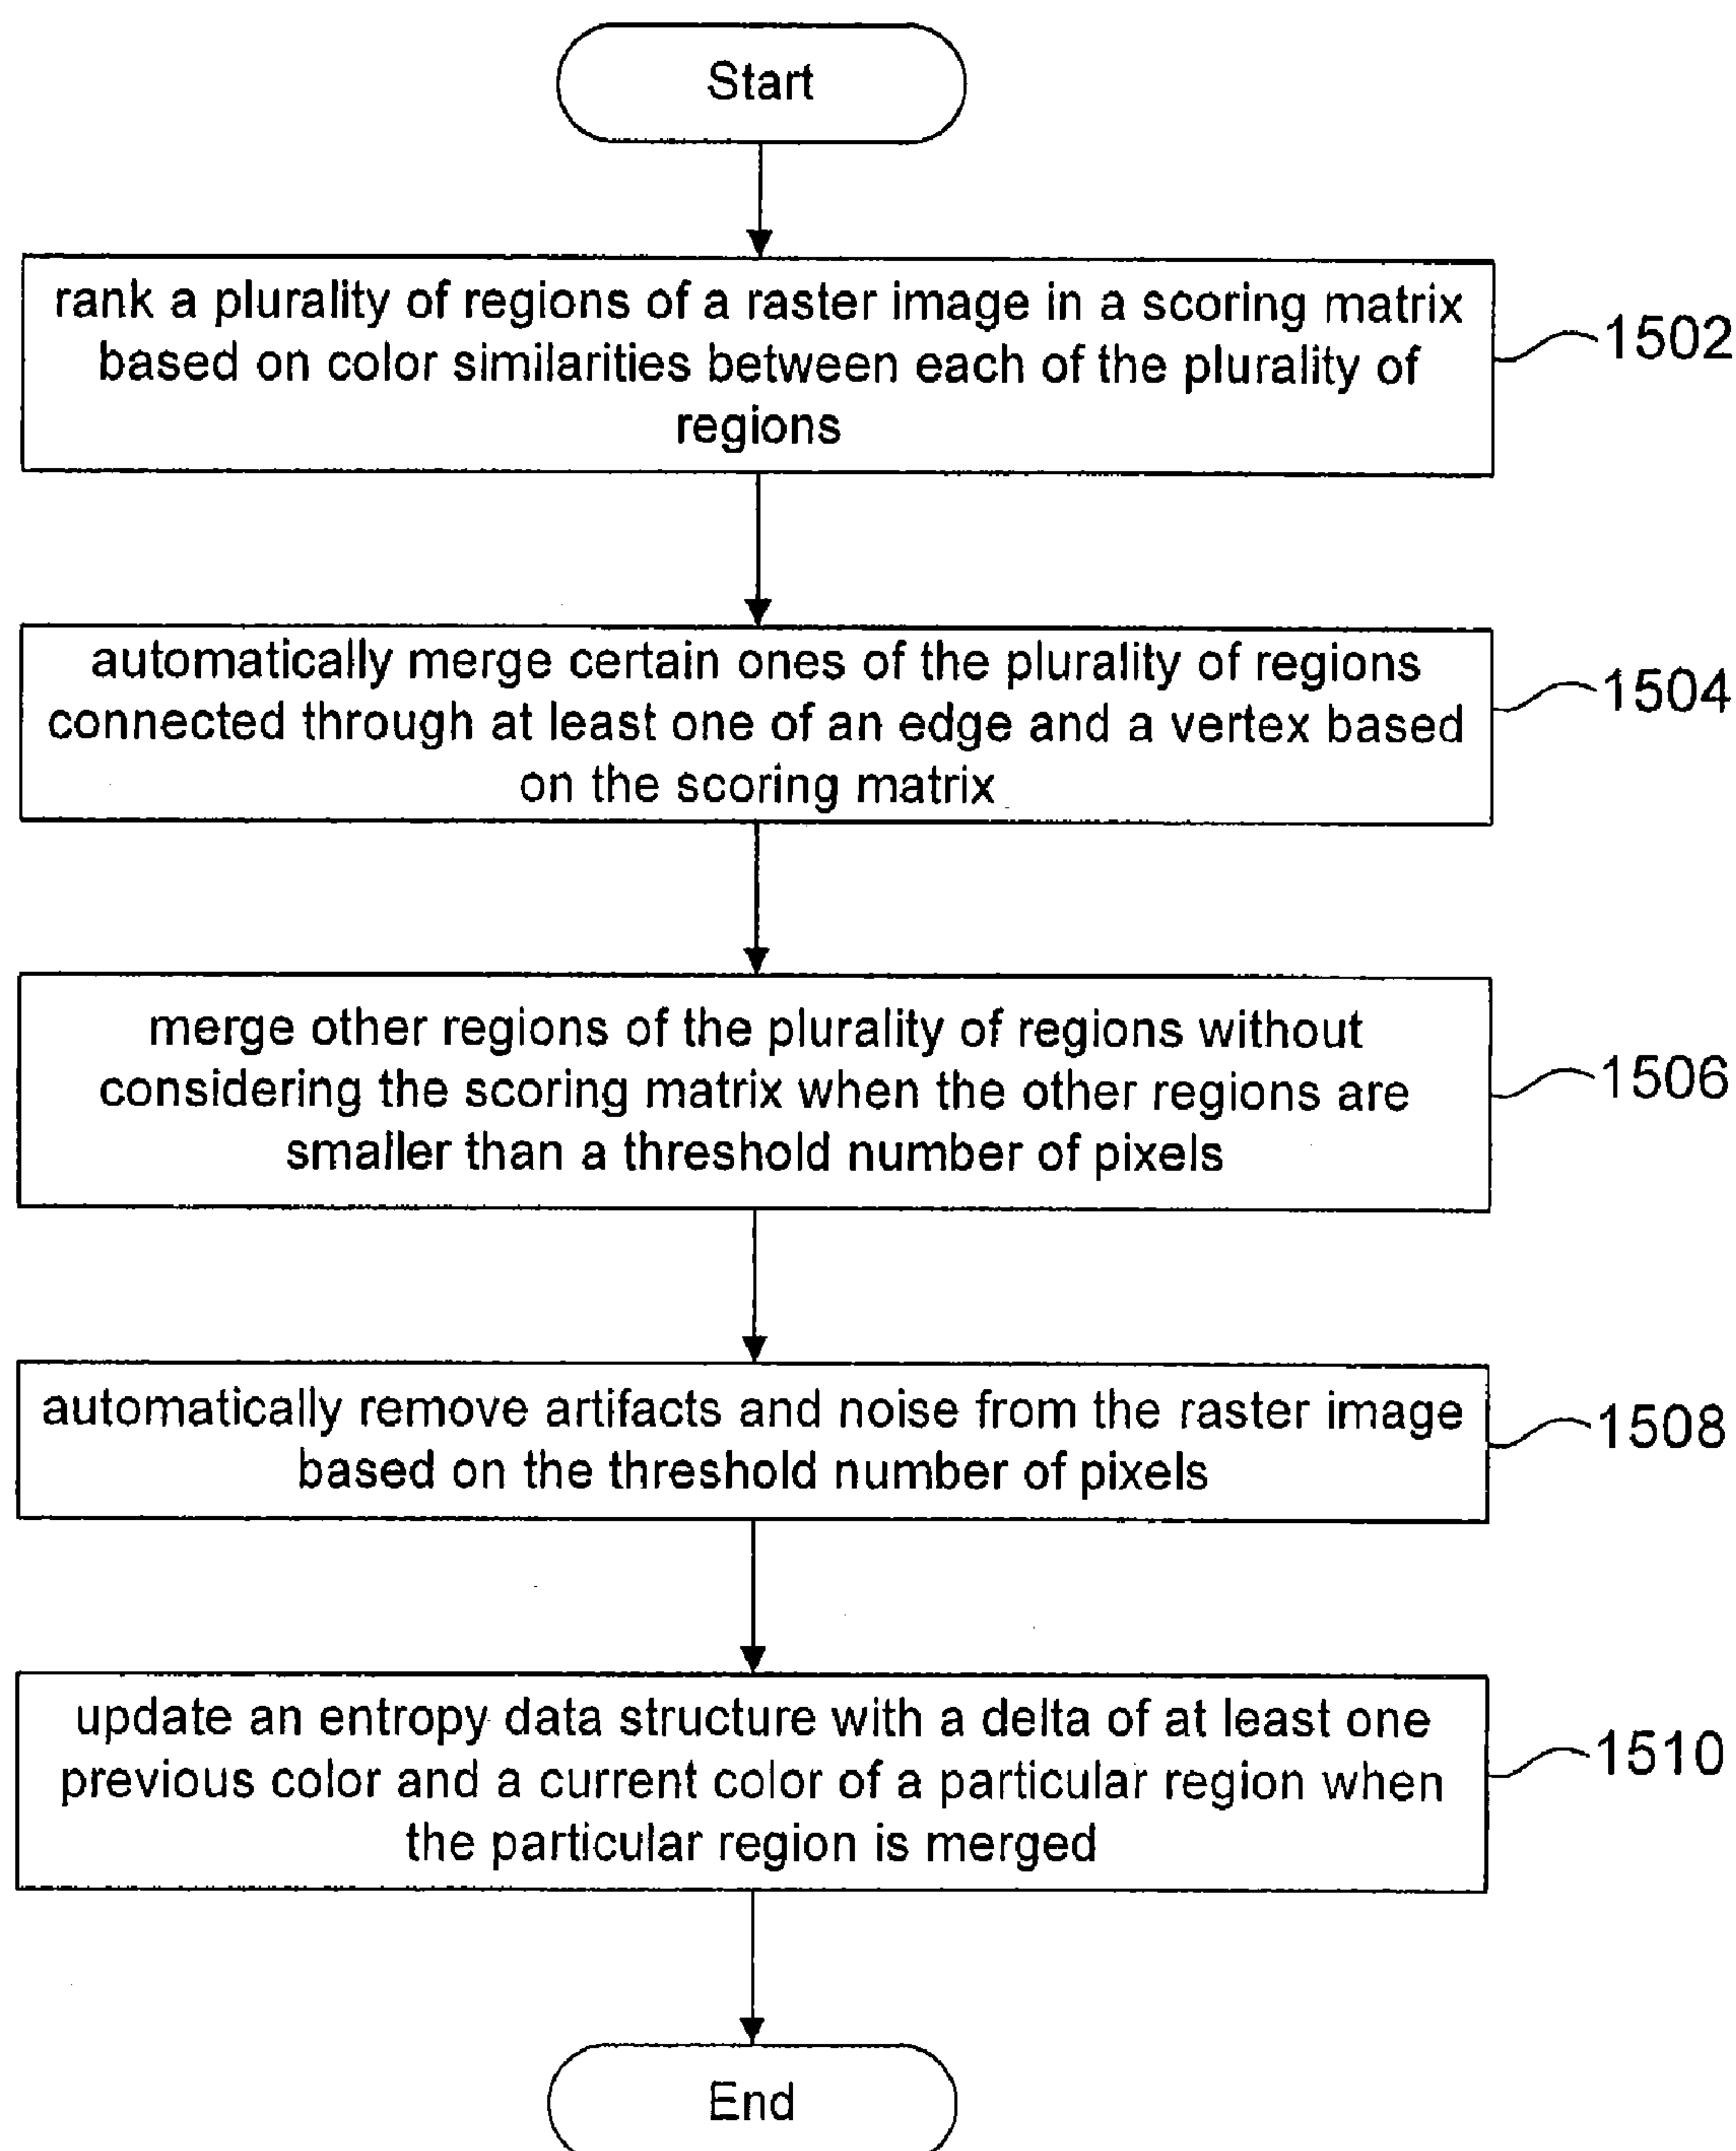 Start
rank a plurality of regions of a raster image in a scoring matrix
based on color similarities between each of the plurality of
regions
1502
automatically merge certain ones of the plurality of regions
connected through at least one of an edge and a vertex based
on the scoring matrix
1504
merge other regions of the plurality of regions without
considering the scoring matrix when the other regions are
smaller than a threshold number of pixels
1506
automatically remove artifacts and noise from the raster image
based on the threshold number of pixels
1508
update an entropy data structure with a delta of at least one
previous color and a current color of a particular region when
the particular region is merged
1510
End